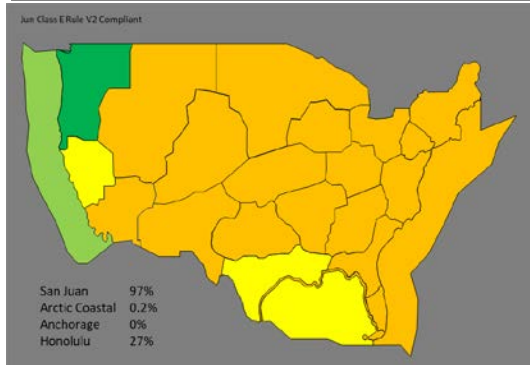 Jun Class E Rule V2 Compliant
San Juan 97%
Arctic Coastal 0.2%
Anchorage 0%
Honolulu 27%